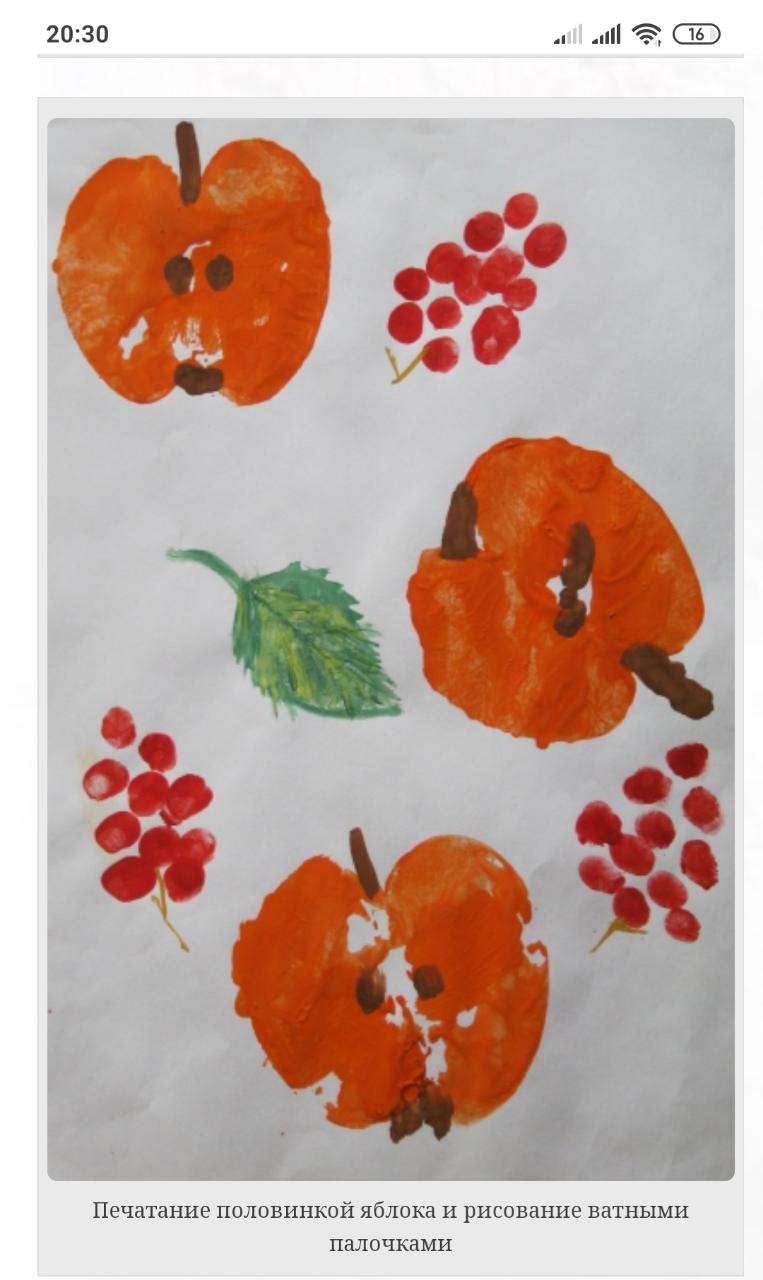 20:30
16
Печатание половинкой яблока и рисование ватными
палочками